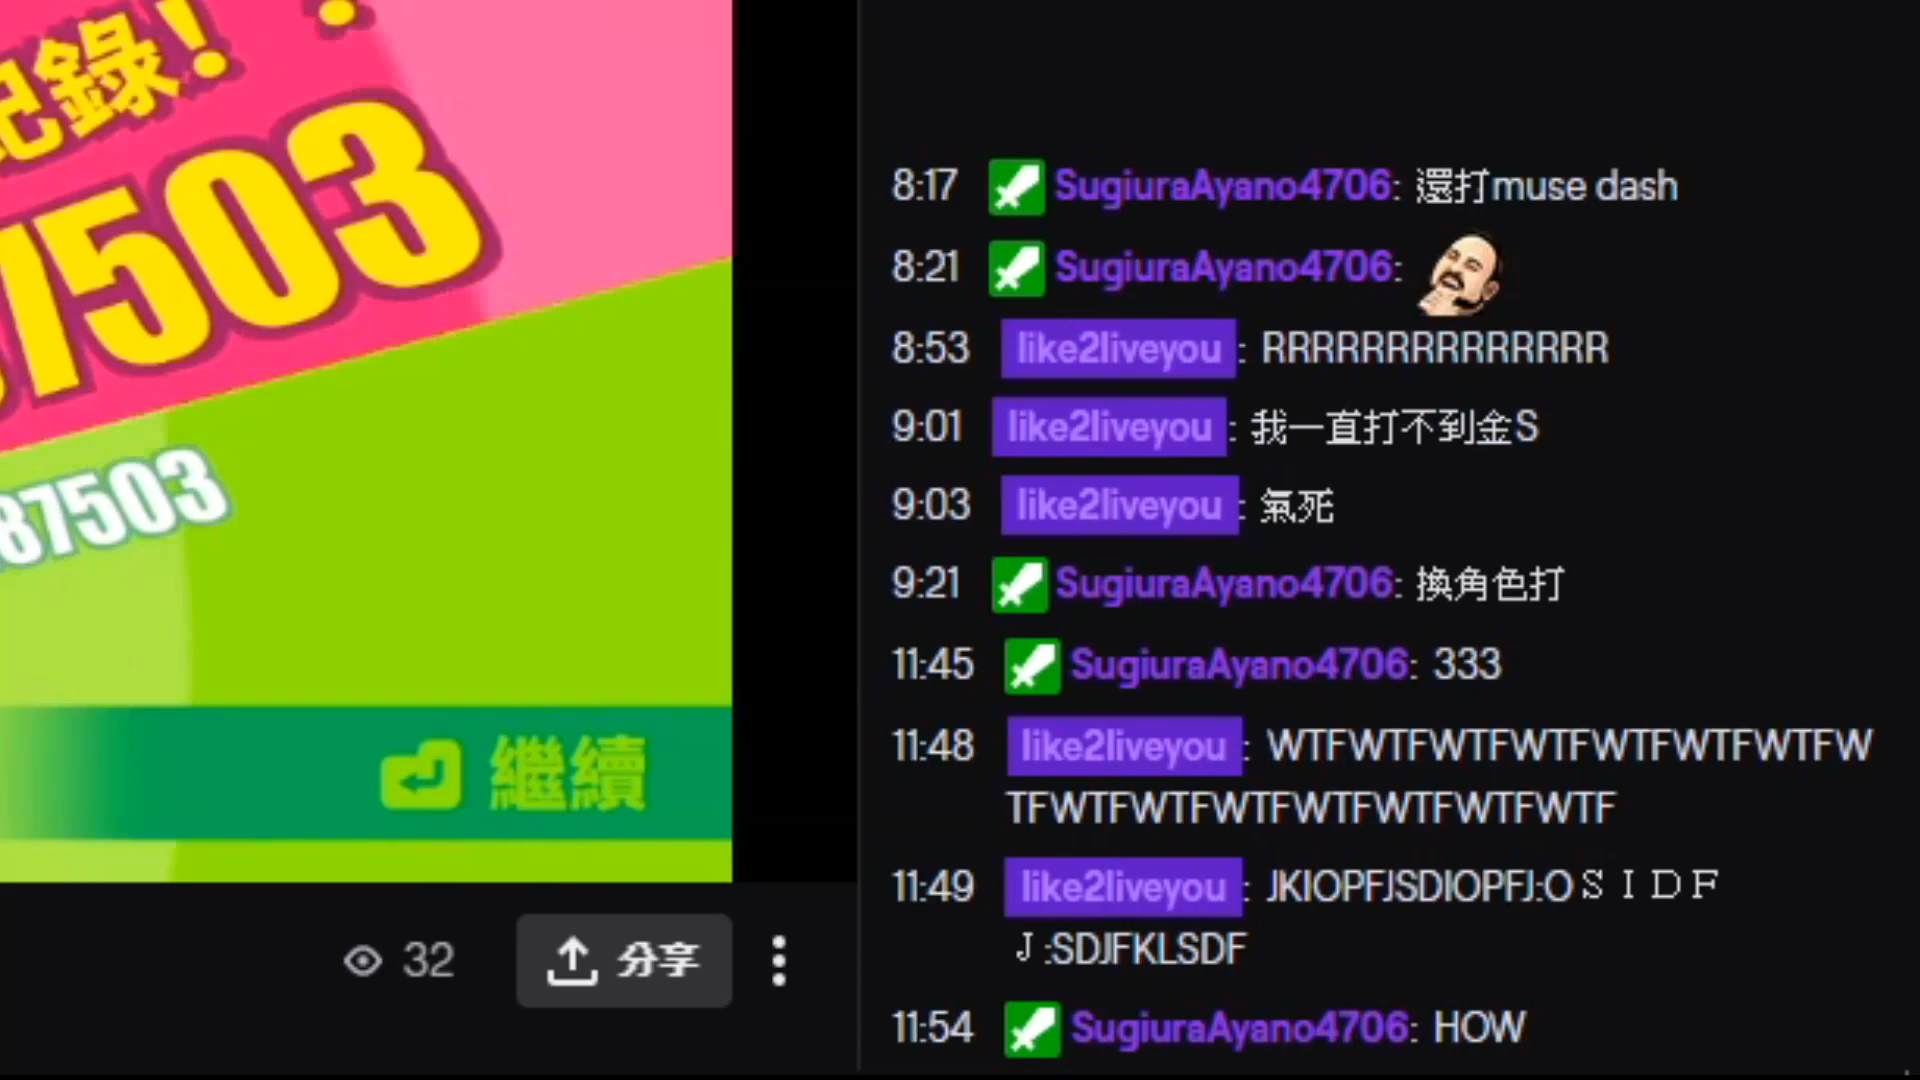 紀錄!
7503
87503
繼續
32
分享
8:17 SugiuraAyano4706: 還打muse dash
8:21 SugiuraAyano4706:
8:53 like2liveyou: RRRRRRRRRRRRRR
9:01 like2liveyou: 我一直打不到金S
9:03 like2liveyou: 氣死
9:21 SugiuraAyano4706: 換角色打
11:45 SugiuraAyano4706: 333
11:48 like2liveyou: WTFWTFWTFWTFWTFWTFWTFW
TFWTFWTFWTFWTFWTFWTFWTF
11:49 like2liveyou: JKIOPFJSDIOPFJ:OＳＩＤＦ
Ｊ:SDJFKLSDF
11:54 SugiuraAyano4706: HOW